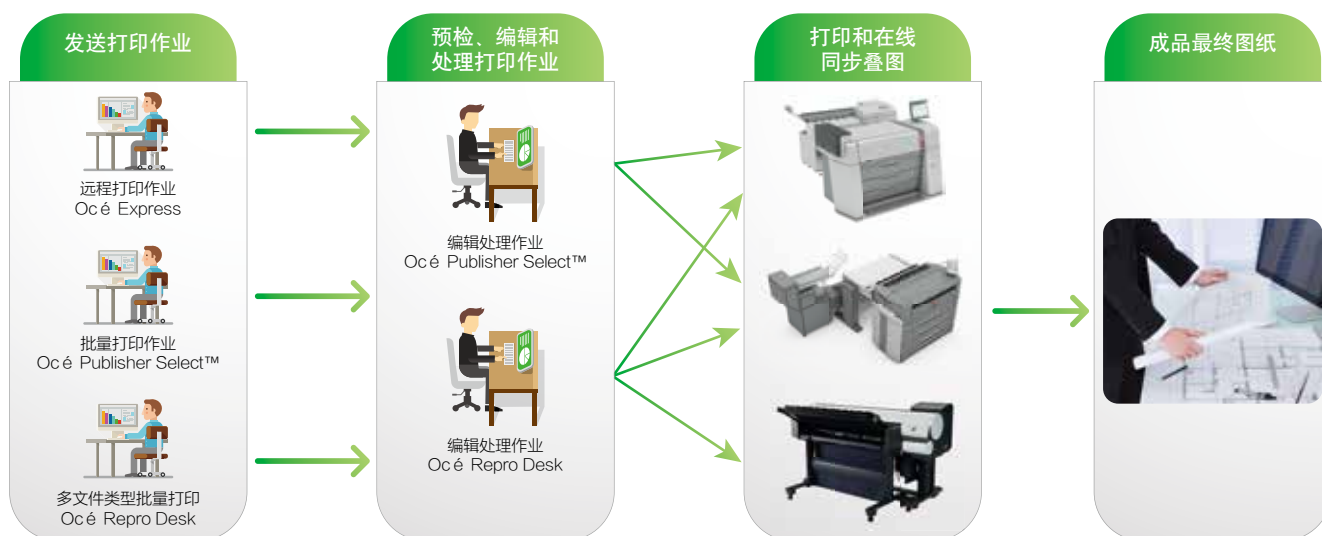 发送打印作业
远程打印作业
Océ Express
批量打印作业
Océ Publisher Select™
多文件类型批量打印
Océ Repro Desk
预检、编辑和
处理打印作业
编辑处理作业
Océ Publisher Select™
编辑处理作业
Océ Repro Desk
打印和在线
同步叠图
成品最终图纸